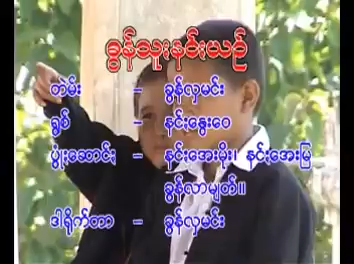 ခွန်သူႏနင်ꩻယဉ်
တဲမ်ꩻ - ခွန်လှမင်ꩻ
ချွစ် - နင်ꩻနွေꩻဝေ
ပွုံႏဆောင်ႏ - နင်ꩻအေးမိုး၊ နင်ꩻအေးမြ
ခွန်လာမျတ်။
ဒါရိုက်တာ - ခွန်လှမင်ꩻ